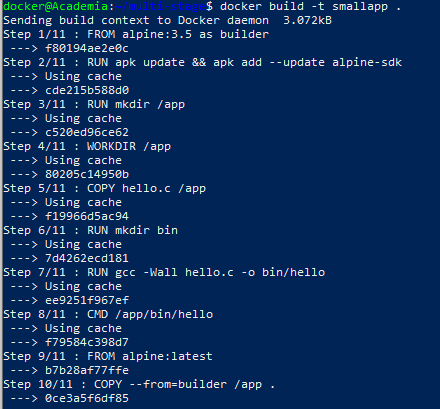 docker@Academia: $ docker build -t smallapp .
Sending build context to Docker daemon  3.072kB
Step 1/11 : FROM alpine:3.5 as builder
 ---> f80194ae2e0c
Step 2/11 : RUN apk update && apk add --update alpine-sdk
 ---> Using cache
 ---> cde215b588d0
Step 3/11 : RUN mkdir /app
 ---> Using cache
 ---> c520ed96ce62
Step 4/11 : WORKDIR /app
 ---> Using cache
 ---> 80205c14950b
Step 5/11 : COPY hello.c /app
 ---> Using cache
 ---> f19966d5ac94
Step 6/11 : RUN mkdir bin
 ---> Using cache
 ---> 7d4262ecd181
Step 7/11 : RUN gcc -Wall hello.c -o bin/hello
 ---> Using cache
 ---> ee9251f967ef
Step 8/11 : CMD /app/bin/hello
 ---> Using cache
 ---> f79584c398d7
Step 9/11 : FROM alpine:latest
 ---> b7b28af77ffe
Step 10/11 : COPY --from=builder /app .
 ---> 0ce3a5f6df85